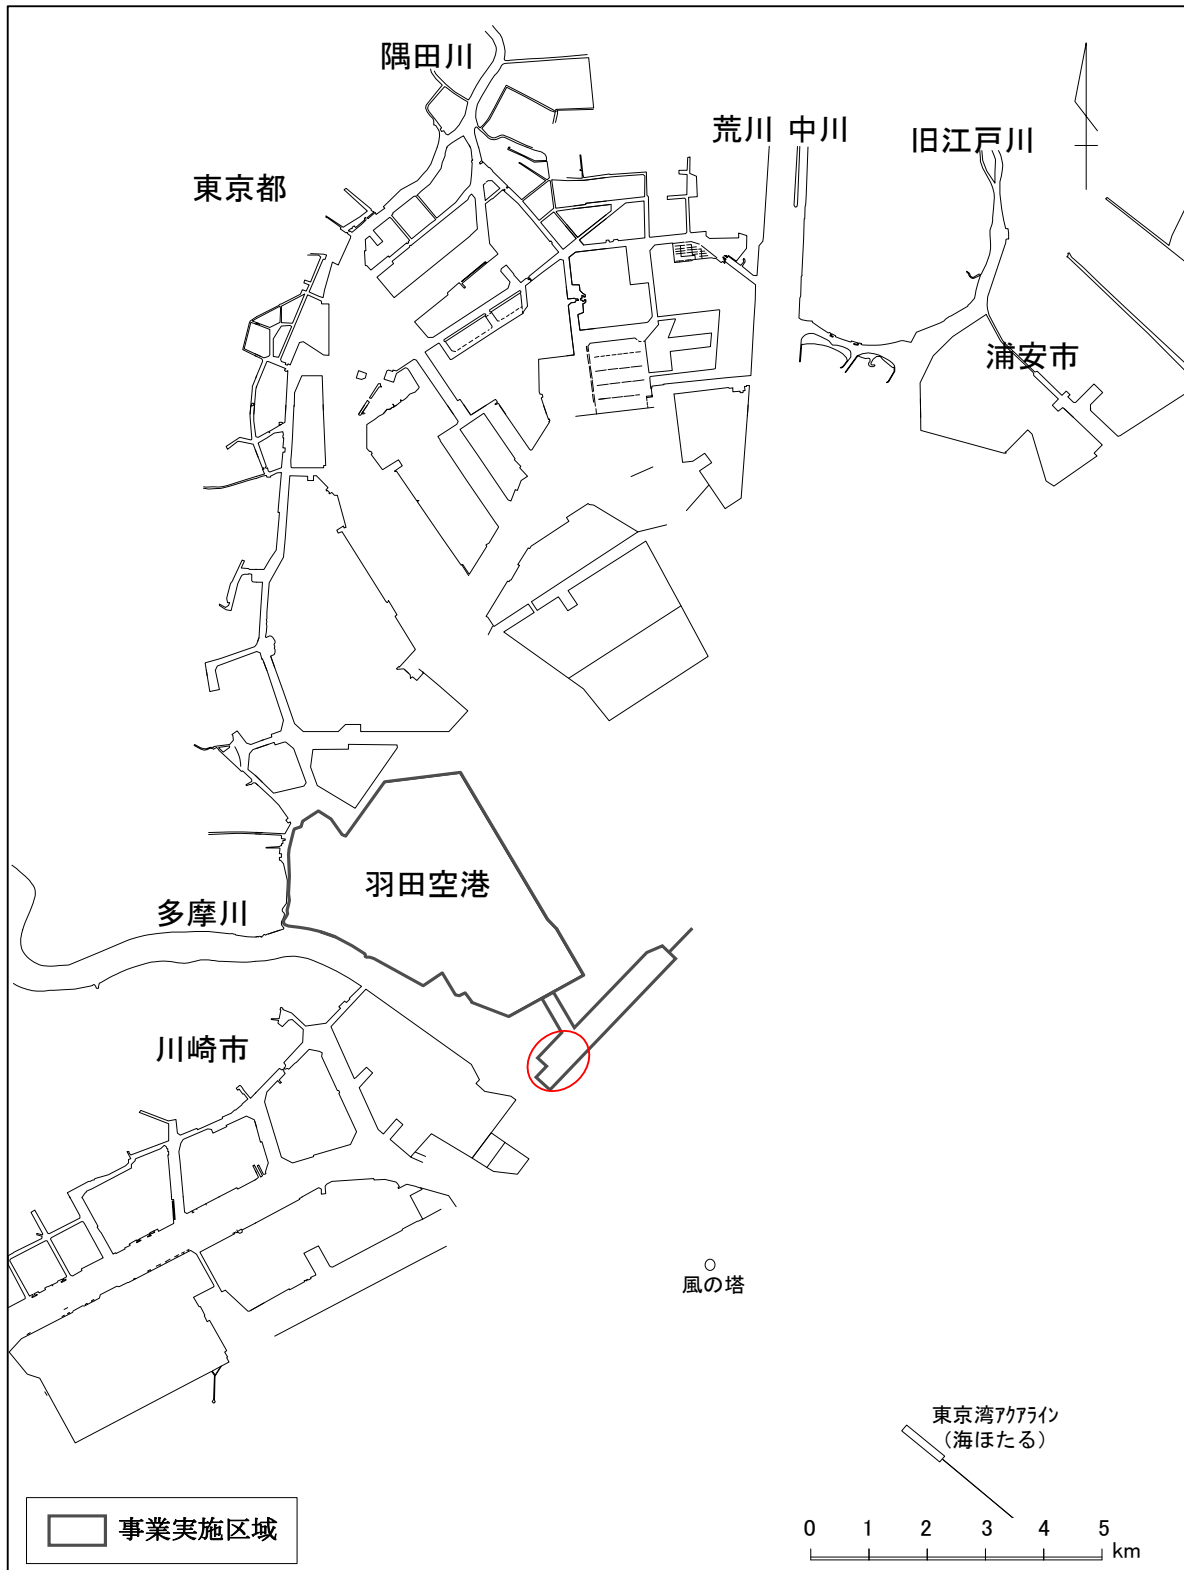 隅田川
荒川 中川
旧江戸川
東京都
浦安市
羽田空港
多摩川
川崎市
風の塔
東京湾ｱｸｱﾗｲﾝ
（海ほたる）
事業実施区域
0 1 2 3 4 5
km